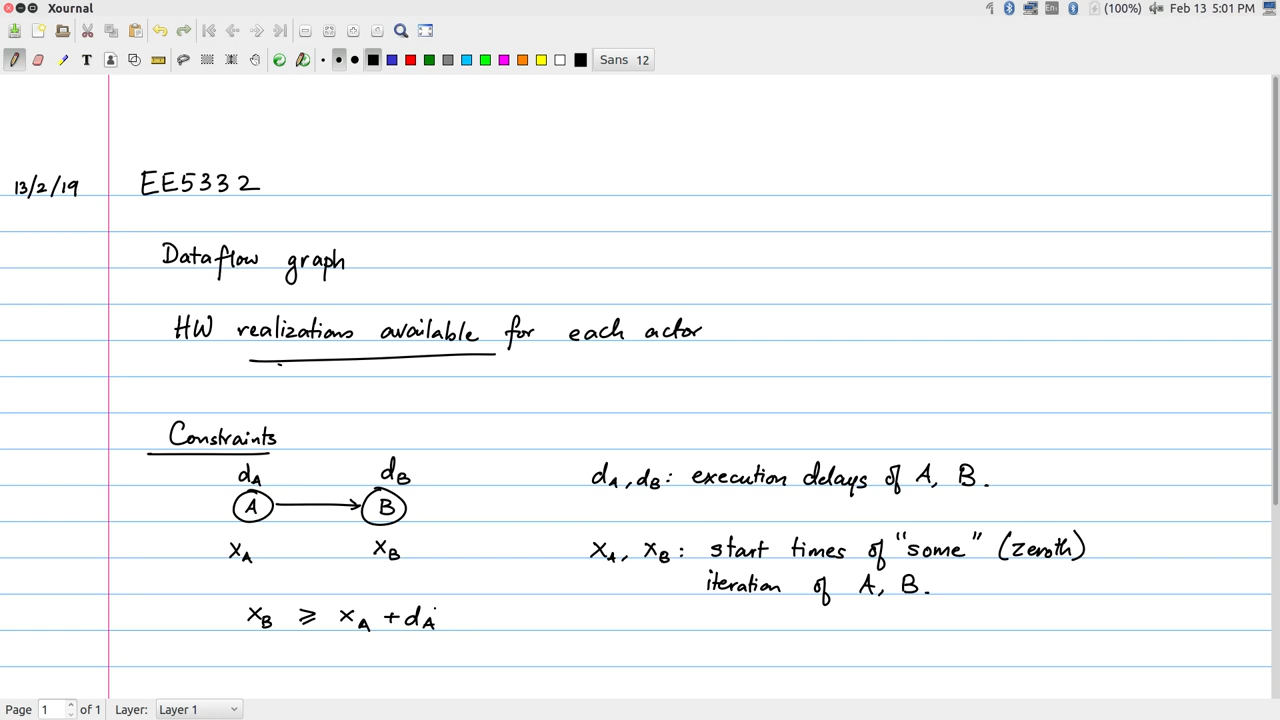 Xournal
(100%) Feb 13 5:01 PM
Sans 12
13/2/19 EE5332
Dataflow graph
HW realizations available for each actor
Constraints
dA dB
A B
xA xB
xB ⩾ xA + dA
dA, dB : execution delays of A, B.
xA, xB : start times of "some" (zeroth)
iteration of A, B.
Page 1 of 1 Layer: Layer 1